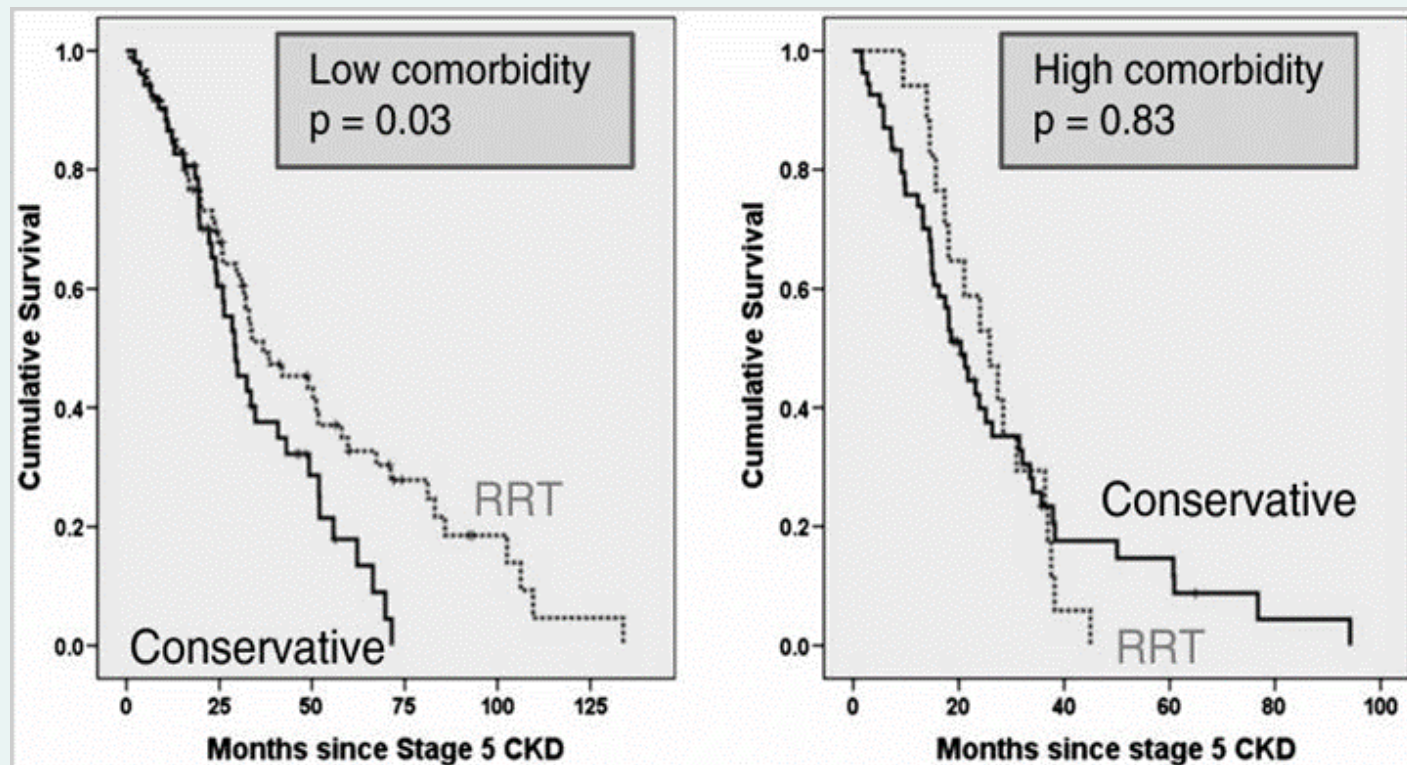 Low comorbidity
p = 0.03
Cumulative Survival
1.0
0.8
0.6
0.4
0.2
0.0
RRT
Conservative
0 25 50 75 100 125
Months since Stage 5 CKD
High comorbidity
p = 0.83
Cumulative Survival
1.0
0.8
0.6
0.4
0.2
0.0
Conservative
RRT
0 20 40 60 80 100
Months since stage 5 CKD